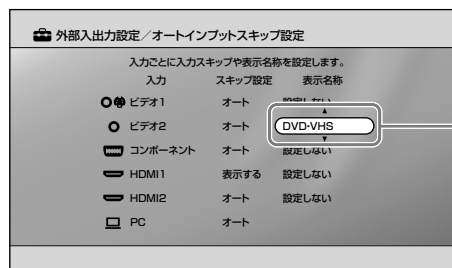 外部入出力設定／オートインプットスキップ設定
入力ごとに入力スキップや表示名称を設定します。
入力 スキップ設定 表示名称
ビデオ1 オート 設定しない
ビデオ2 オート DVD･VHS
コンポーネント オート 設定しない
HDMI1 表示する 設定しない
HDMI2 オート 設定しない
PC オート